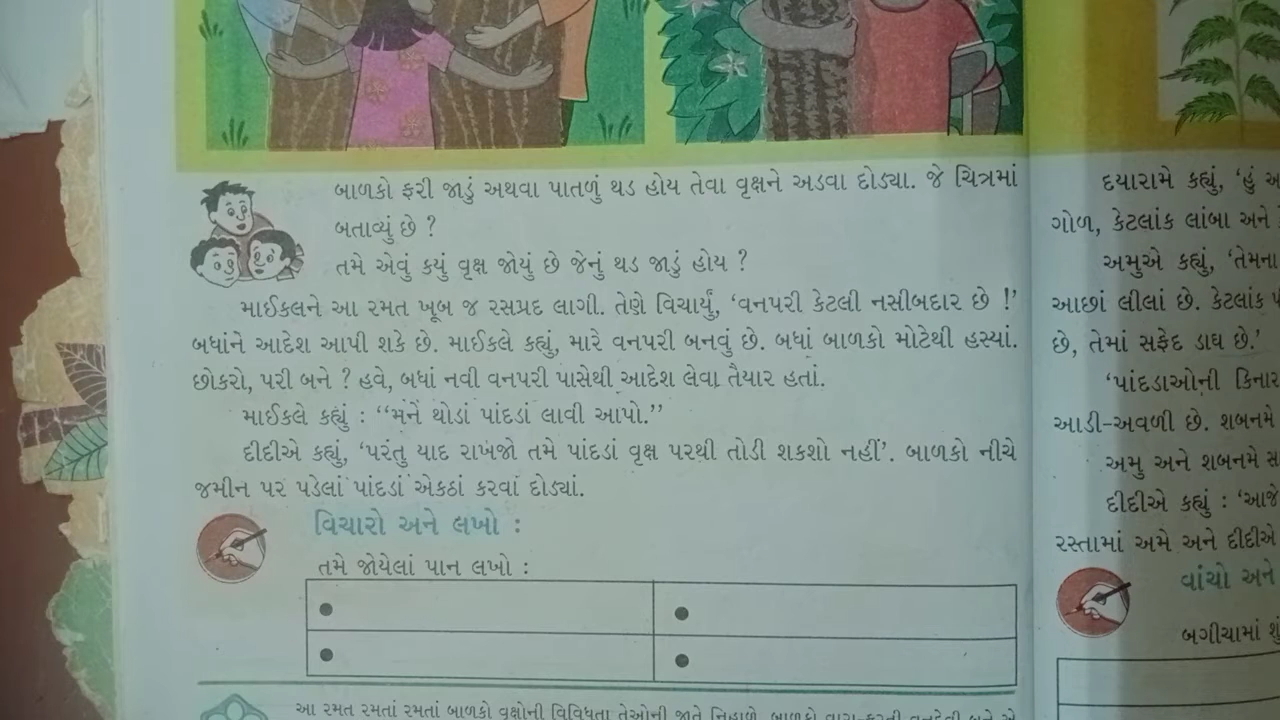 બાળકો ફરી જાડું અથવા પાતળું થડ હોય તેવા વૃક્ષને અડવા દોડ્યા. જે ચિત્રમાં
બતાવ્યું છે ?
તમે એવું કયું વૃક્ષ જોયું છે જેનું થડ જાડું હોય ?
માઈકલને આ રમત ખૂબ જ રસપ્રદ લાગી. તેણે વિચાર્યું, ‘વનપરી કેટલી નસીબદાર છે !’
બધાંને આદેશ આપી શકે છે. માઈકલે કહ્યું, મારે વનપરી બનવું છે. બધાં બાળકો મોટેથી હસ્યાં.
છોકરો, પરી બને ? હવે, બધાં નવી વનપરી પાસેથી આદેશ લેવા તૈયાર હતાં.
માઈકલે કહ્યું : “મને થોડાં પાંદડાં લાવી આપો.”
દીદીએ કહ્યું, ‘પરંતુ યાદ રાખજો તમે પાંદડાં વૃક્ષ પરથી તોડી શકશો નહીં’. બાળકો નીચે
જમીન પર પડેલાં પાંદડાં એકઠાં કરવા દોડ્યાં.
વિચારો અને લખો :
તમે જોયેલાં પાન લખો :
આ રમત રમતાં રમતાં બાળકો વૃક્ષોની વિવિધતા તેઓની જાતે નિહાળે. બાળકો
દયારામે કહ્યું, ‘હું
ગોળ, કેટલાંક લાંબા અને
અમુએ કહ્યું, ‘તેમના
આછાં લીલાં છે. કેટલાંક
છે, તેમાં સફેદ ડાઘ છે.’
‘પાંદડાઓની
આડી-અવળી છે. શબનમે
અમુ અને શબનમે
દીદીએ કહ્યું : ‘આજે
રસ્તામાં અમે અને દીદીએ
વાંચો અને
બગીચામાં